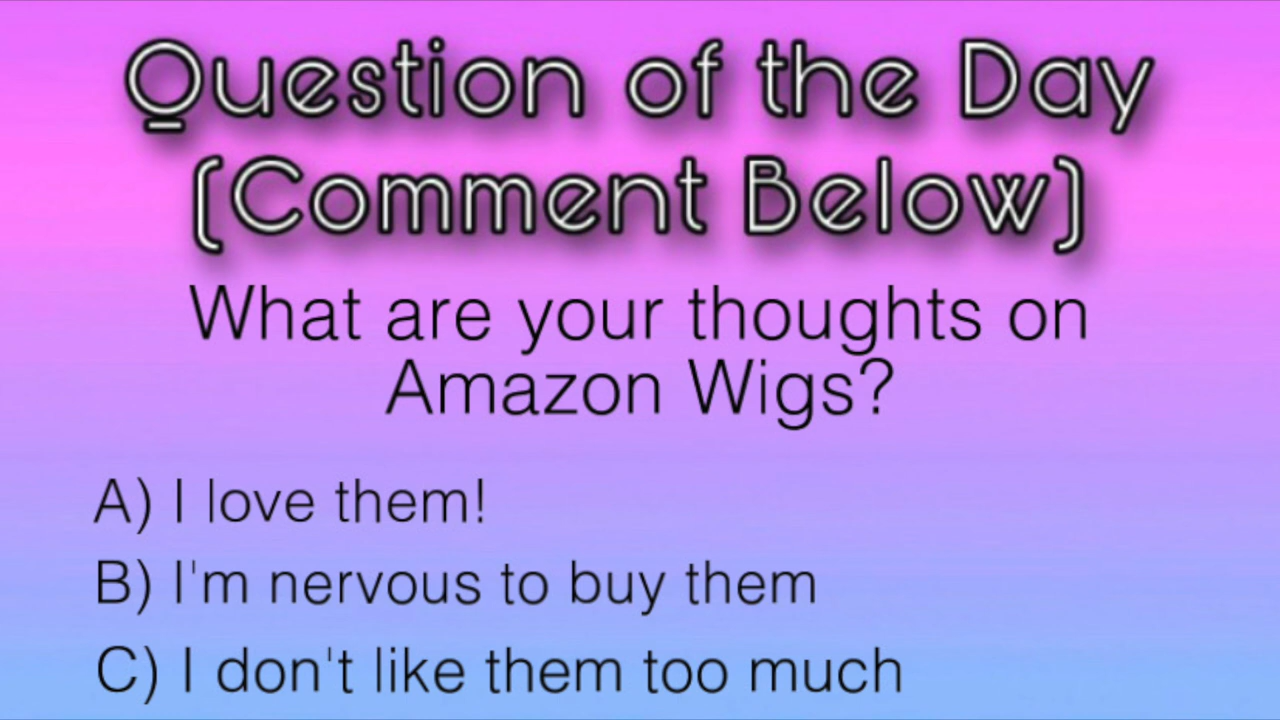 Question of the Day
(Comment Below)
What are your thoughts on
Amazon Wigs?
A) I love them!
B) I'm nervous to buy them
C) I don't like them too much